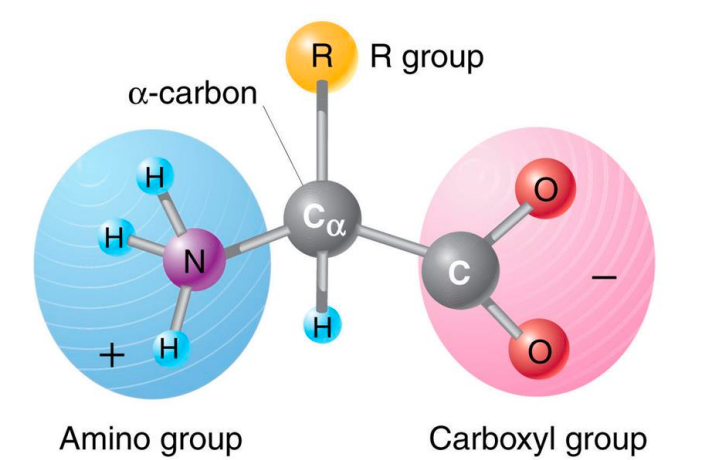 R
R group
α-carbon
H
O
H
Cα
N
C
–
H
O
+
H
Amino group
Carboxyl group